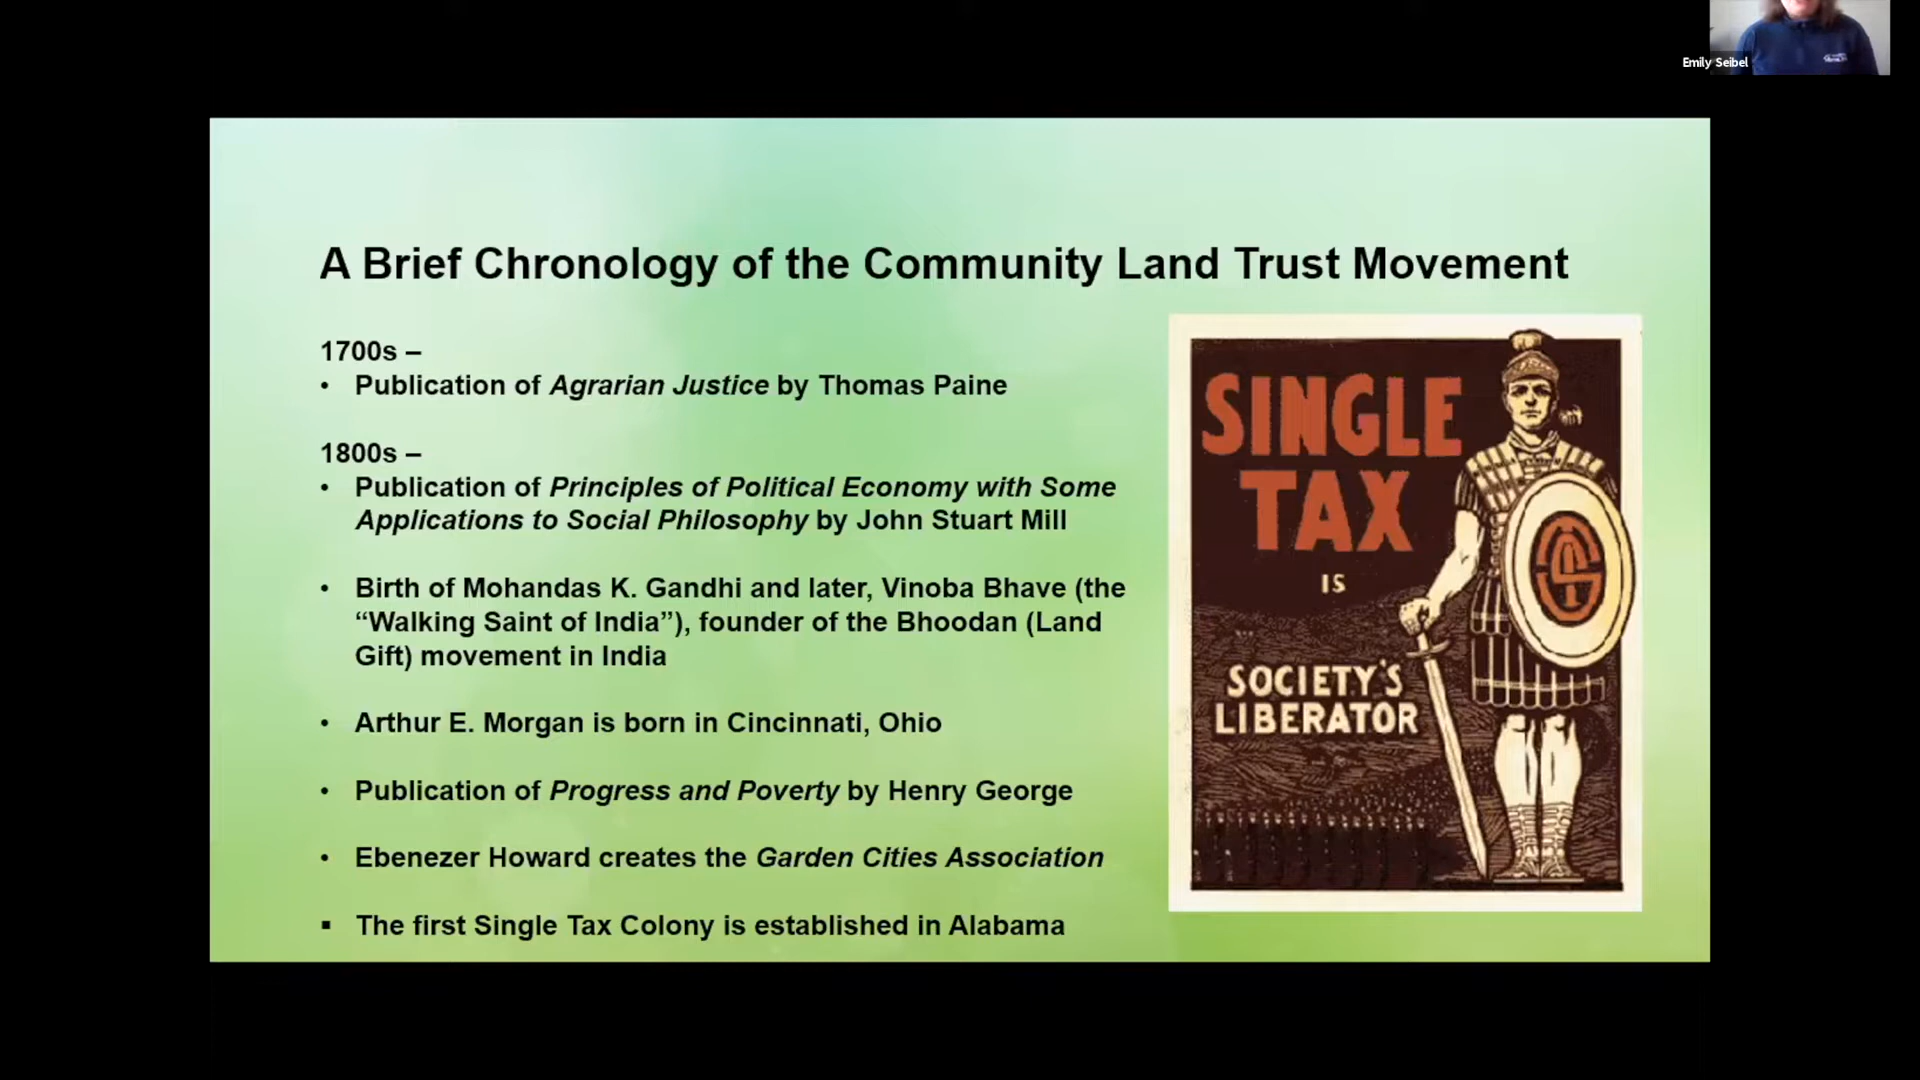 Emily Seibel
A Brief Chronology of the Community Land Trust Movement
1700s –
• Publication of Agrarian Justice by Thomas Paine
1800s –
• Publication of Principles of Political Economy with Some
Applications to Social Philosophy by John Stuart Mill
• Birth of Mohandas K. Gandhi and later, Vinoba Bhave (the
“Walking Saint of India”), founder of the Bhoodan (Land
Gift) movement in India
• Arthur E. Morgan is born in Cincinnati, Ohio
• Publication of Progress and Poverty by Henry George
• Ebenezer Howard creates the Garden Cities Association
▪ The first Single Tax Colony is established in Alabama
SINGLE
TAX
IS
SOCIETY'S
LIBERATOR